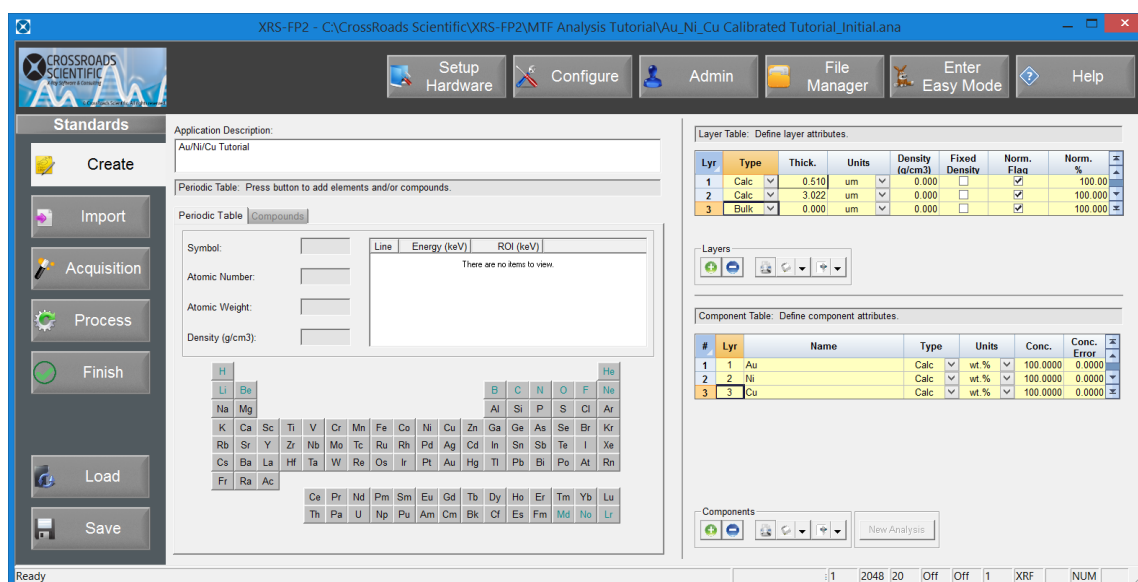 XRS-FP2 - C:\CrossRoads Scientific\XRS-FP2\MTF Analysis Tutorial\Au_Ni_Cu Calibrated Tutorial_Initial.ana
CROSSROADS
SCIENTIFIC
Setup Hardware
Configure
Admin
File Manager
Enter Easy Mode
Help
Standards
Create
Import
Acquisition
Process
Finish
Load
Save
Application Description:
Au/Ni/Cu Tutorial
Periodic Table: Press button to add elements and/or compounds.
Periodic Table Compounds
Symbol:
Atomic Number:
Atomic Weight:
Density (g/cm3):
Line Energy (keV) ROI (keV)
There are no items to view.
H He
Li Be B C N O F Ne
Na Mg Al Si P S Cl Ar
K Ca Sc Ti V Cr Mn Fe Co Ni Cu Zn Ga Ge As Se Br Kr
Rb Sr Y Zr Nb Mo Tc Ru Rh Pd Ag Cd In Sn Sb Te I Xe
Cs Ba La Hf Ta W Re Os Ir Pt Au Hg Tl Pb Bi Po At Rn
Fr Ra Ac
Ce Pr Nd Pm Sm Eu Gd Tb Dy Ho Er Tm Yb Lu
Th Pa U Np Pu Am Cm Bk Cf Es Fm Md No Lr
Layer Table: Define layer attributes.
Lyr Type Thick. Units Density (g/cm3) Fixed Density Norm. Flag Norm. %
1 Calc 0.510 um 0.000 100.00
2 Calc 3.022 um 0.000 100.000
3 Bulk 0.000 um 0.000 100.000
Layers
Component Table: Define component attributes.
# Lyr Name Type Units Conc. Conc. Error
1 1 Au Calc wt.% 100.0000 0.0000
2 2 Ni Calc wt.% 100.0000 0.0000
3 3 Cu Calc wt.% 100.0000 0.0000
Components
New Analysis
Ready
1 2048 20 Off Off 1 XRF NUM